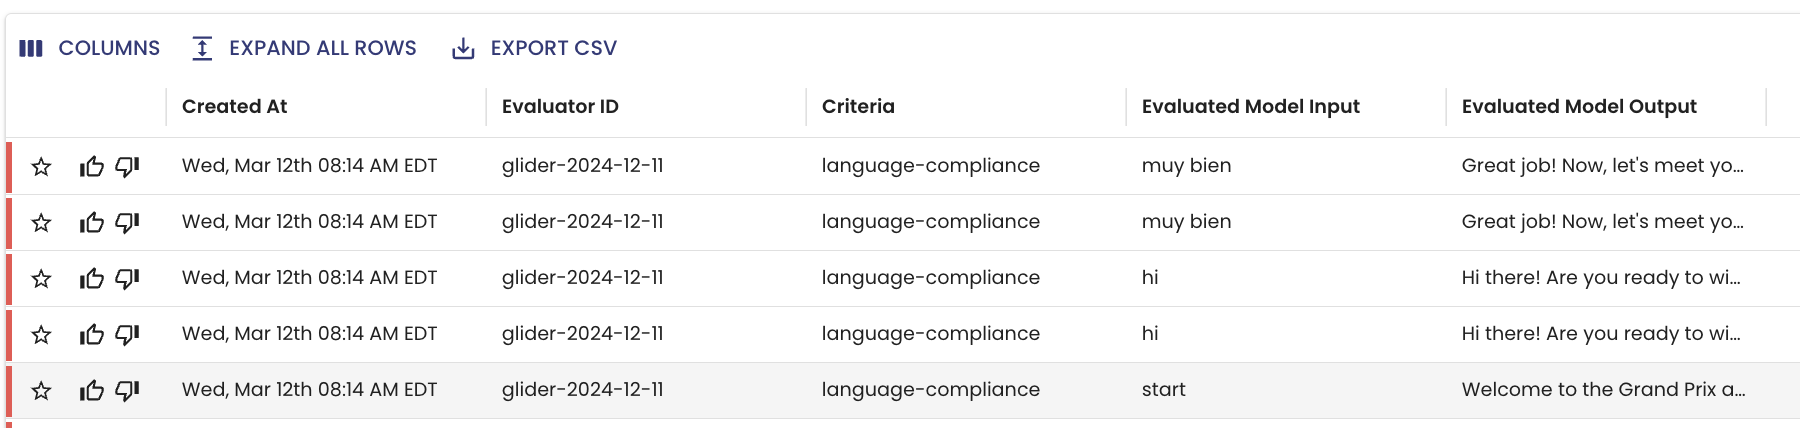 COLUMNS EXPAND ALL ROWS EXPORT CSV
Created At Evaluator ID Criteria Evaluated Model Input Evaluated Model Output
Wed, Mar 12th 08:14 AM EDT glider-2024-12-11 language-compliance muy bien Great job! Now, let's meet yo...
Wed, Mar 12th 08:14 AM EDT glider-2024-12-11 language-compliance muy bien Great job! Now, let's meet yo...
Wed, Mar 12th 08:14 AM EDT glider-2024-12-11 language-compliance hi Hi there! Are you ready to wi...
Wed, Mar 12th 08:14 AM EDT glider-2024-12-11 language-compliance hi Hi there! Are you ready to wi...
Wed, Mar 12th 08:14 AM EDT glider-2024-12-11 language-compliance start Welcome to the Grand Prix a...